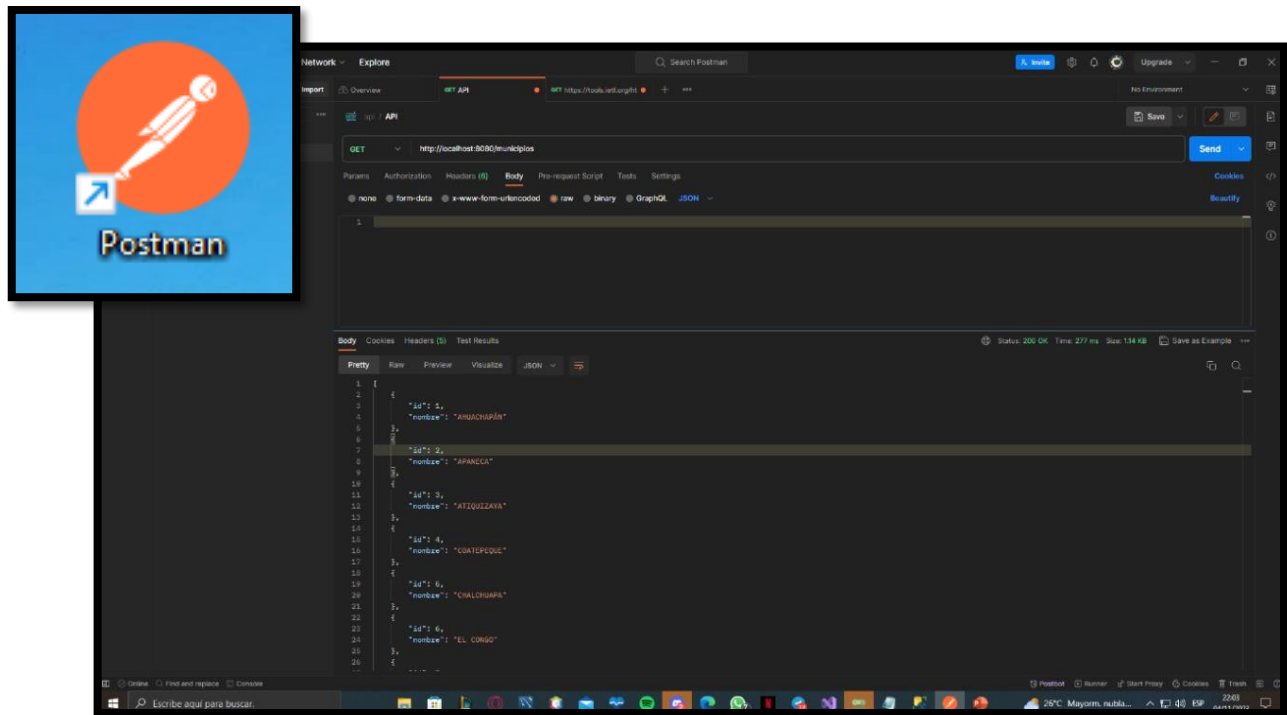 Postman
Network Explore Search Postman Invite Upgrade
Import Overview GET API GET https://tools.ietf.org/ht No Environment
api / API Save
GET http://localhost:8080/municipios Send
Params Authorization Headers (6) Body Pre-request Script Tests Settings Cookies
none form-data x-www-form-urlencoded raw binary GraphQL JSON Beautify
1
Body Cookies Headers (5) Test Results Status: 200 OK Time: 277 ms Size: 1.14 KB Save as Example
Pretty Raw Preview Visualize JSON
1 [
2 {
3 "id": 1,
4 "nombre": "AHUACHAPÁN"
5 },
6 {
7 "id": 2,
8 "nombre": "APANECA"
9 },
10 {
11 "id": 3,
12 "nombre": "ATIQUIZAYA"
13 },
14 {
15 "id": 4,
16 "nombre": "COATEPEQUE"
17 },
18 {
19 "id": 5,
20 "nombre": "CHALCHUAPA"
21 },
22 {
23 "id": 6,
24 "nombre": "EL CONGO"
25 },
26 {
Online Find and replace Console Postbot Runner Start Proxy Cookies Trash
Escribe aquí para buscar. 26°C Mayorm. nubla... ESP 22:03
04/11/2023